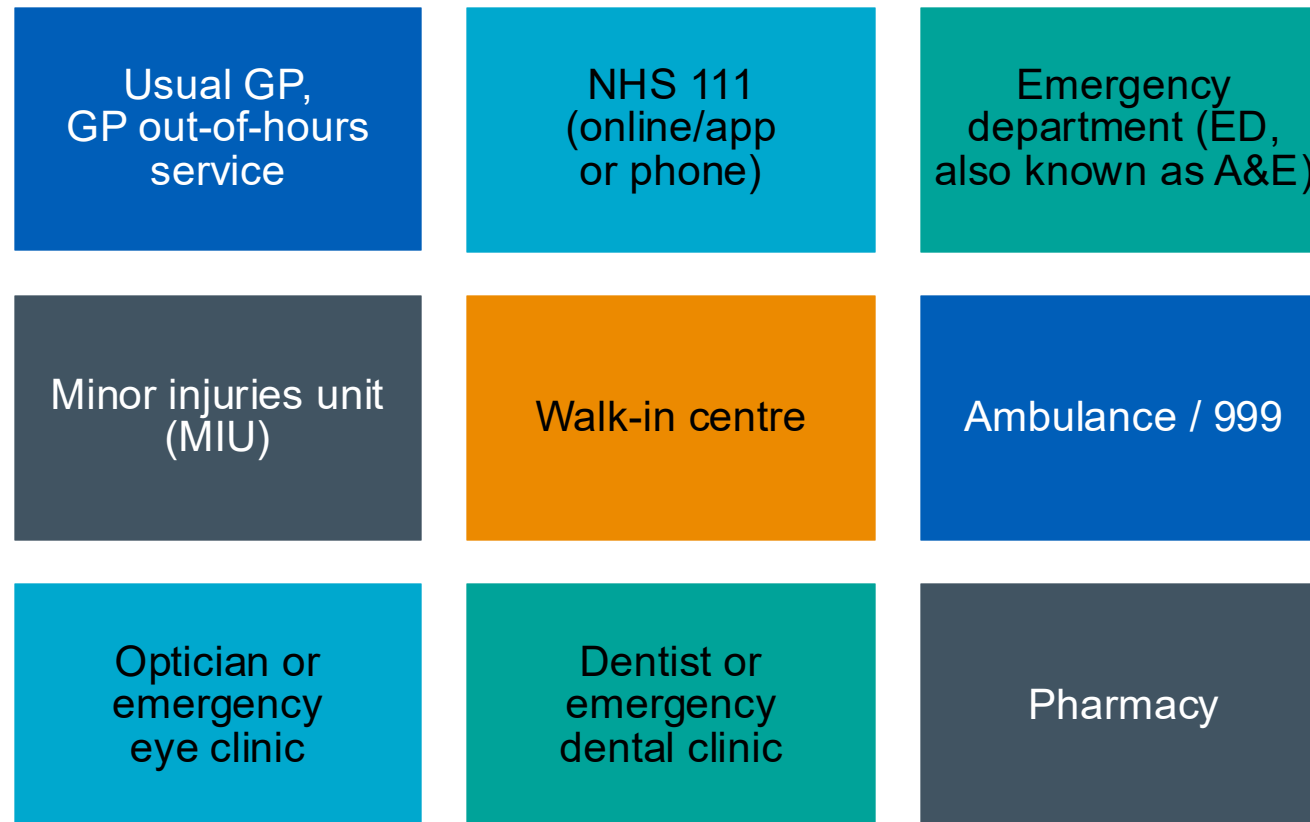 Usual GP,
GP out-of-hours
service
NHS 111
(online/app
or phone)
Emergency
department (ED,
also known as A&E)
Minor injuries unit
(MIU)
Walk-in centre
Ambulance / 999
Optician or
emergency
eye clinic
Dentist or
emergency
dental clinic
Pharmacy